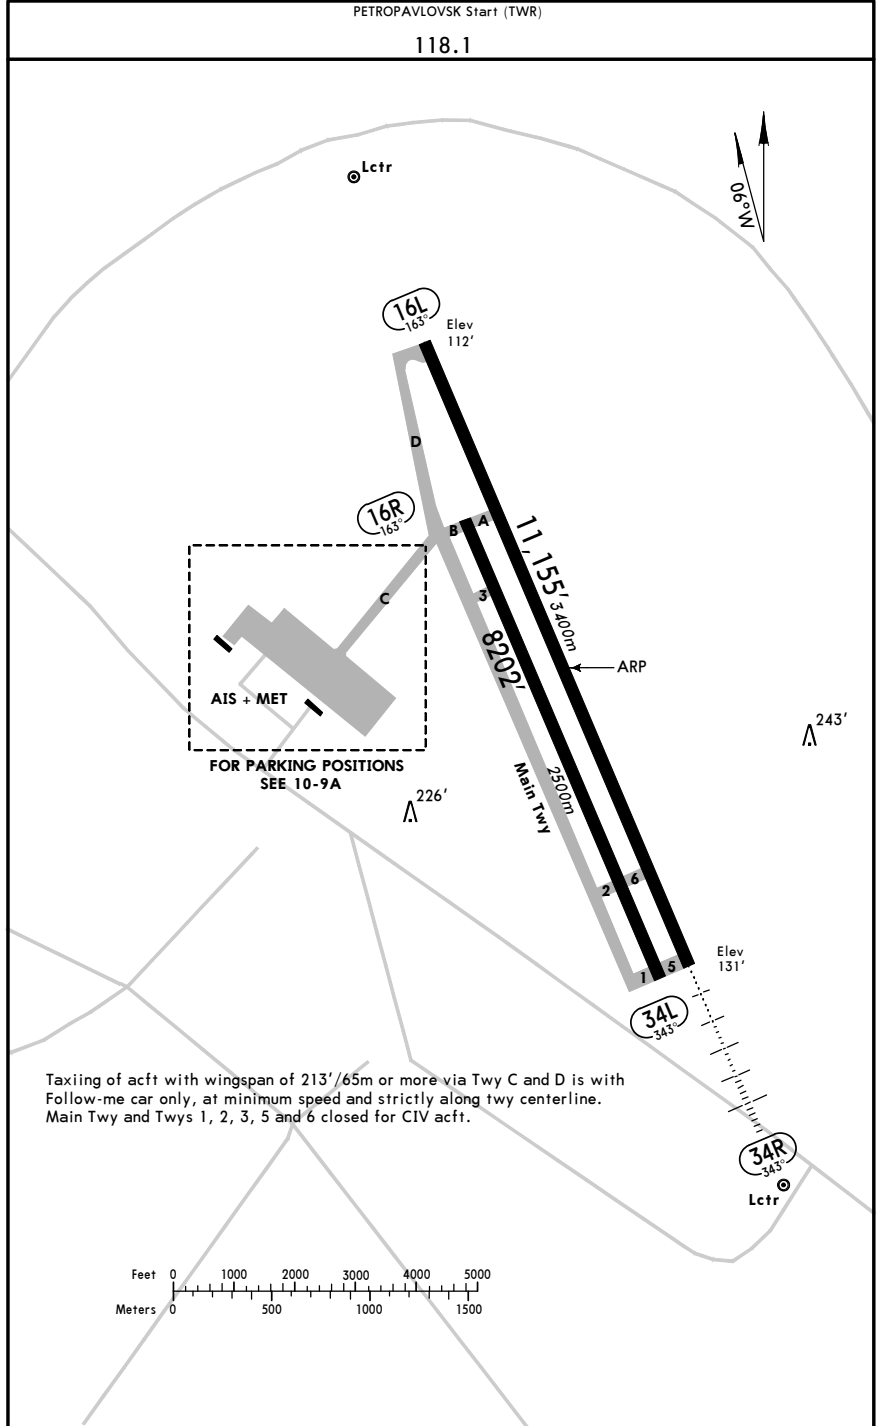 PETROPAVLOVSK Start (TWR)
118.1
Lctr
06°W
16L
163°
Elev
112'
D
16R
163°
B
A
11,155'
3400m
C
3
8202'
ARP
AIS + MET
243'
FOR PARKING POSITIONS
SEE 10-9A
Main Twy
2500m
226'
2
6
Elev
131'
1
5
34L
343°
Taxiing of acft with wingspan of 213'/65m or more via Twy C and D is with
Follow-me car only, at minimum speed and strictly along twy centerline.
Main Twy and Twys 1, 2, 3, 5 and 6 closed for CIV acft.
34R
343°
Lctr
Feet 0 1000 2000 3000 4000 5000
Meters 0 500 1000 1500